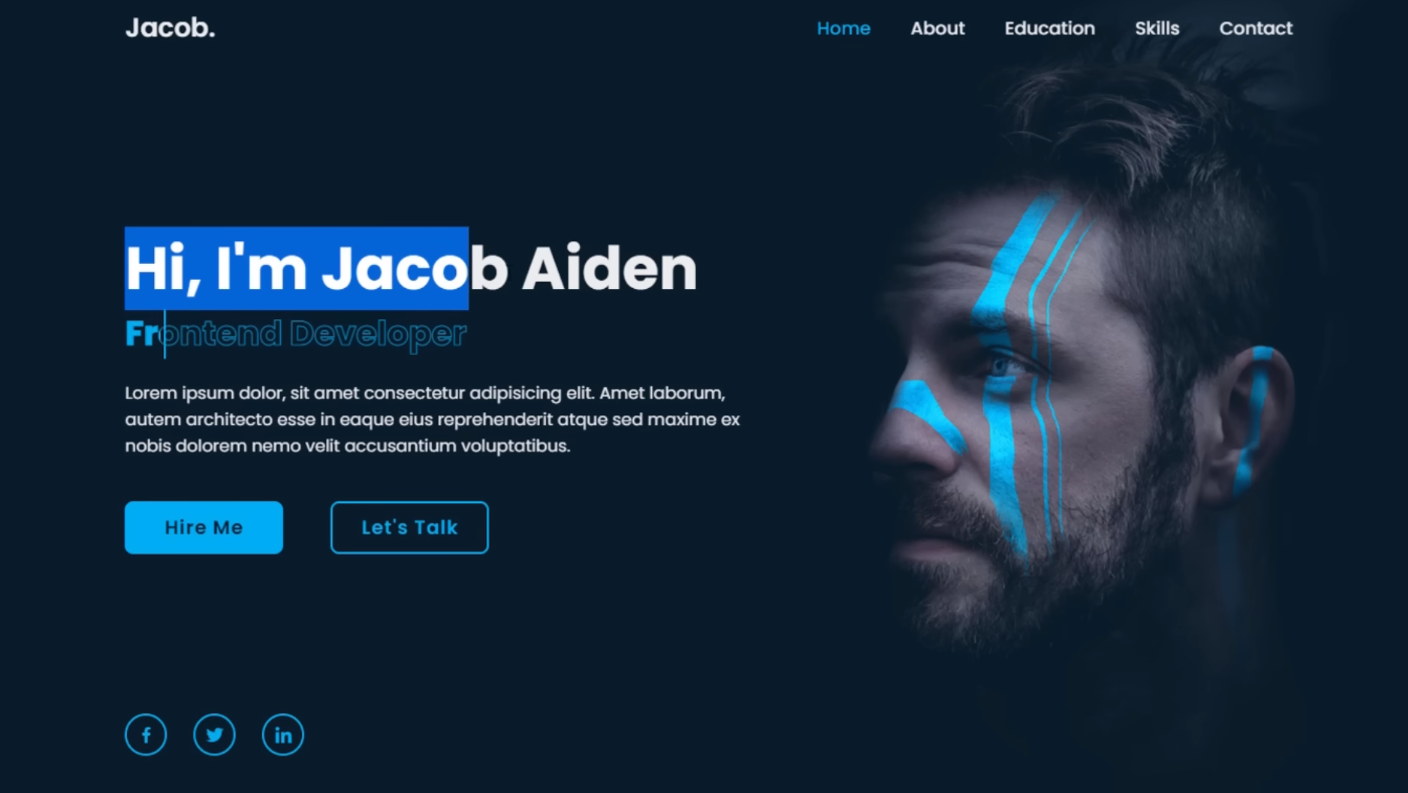 Jacob.
Home About Education Skills Contact
Hi, I'm Jacob Aiden
Frontend Developer
Lorem ipsum dolor, sit amet consectetur adipisicing elit. Amet laborum,
autem architecto esse in eaque eius reprehenderit atque sed maxime ex
nobis dolorem nemo velit accusantium voluptatibus.
Hire Me Let's Talk